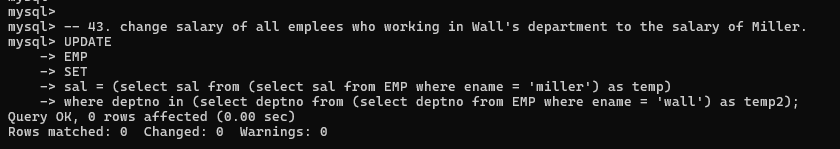 mysql>
mysql> -- 43. change salary of all emplees who working in Wall's department to the salary of Miller.
mysql> UPDATE
    -> EMP
    -> SET
    -> sal = (select sal from (select sal from EMP where ename = 'miller') as temp)
    -> where deptno in (select deptno from (select deptno from EMP where ename = 'wall') as temp2);
Query OK, 0 rows affected (0.00 sec)
Rows matched: 0  Changed: 0  Warnings: 0